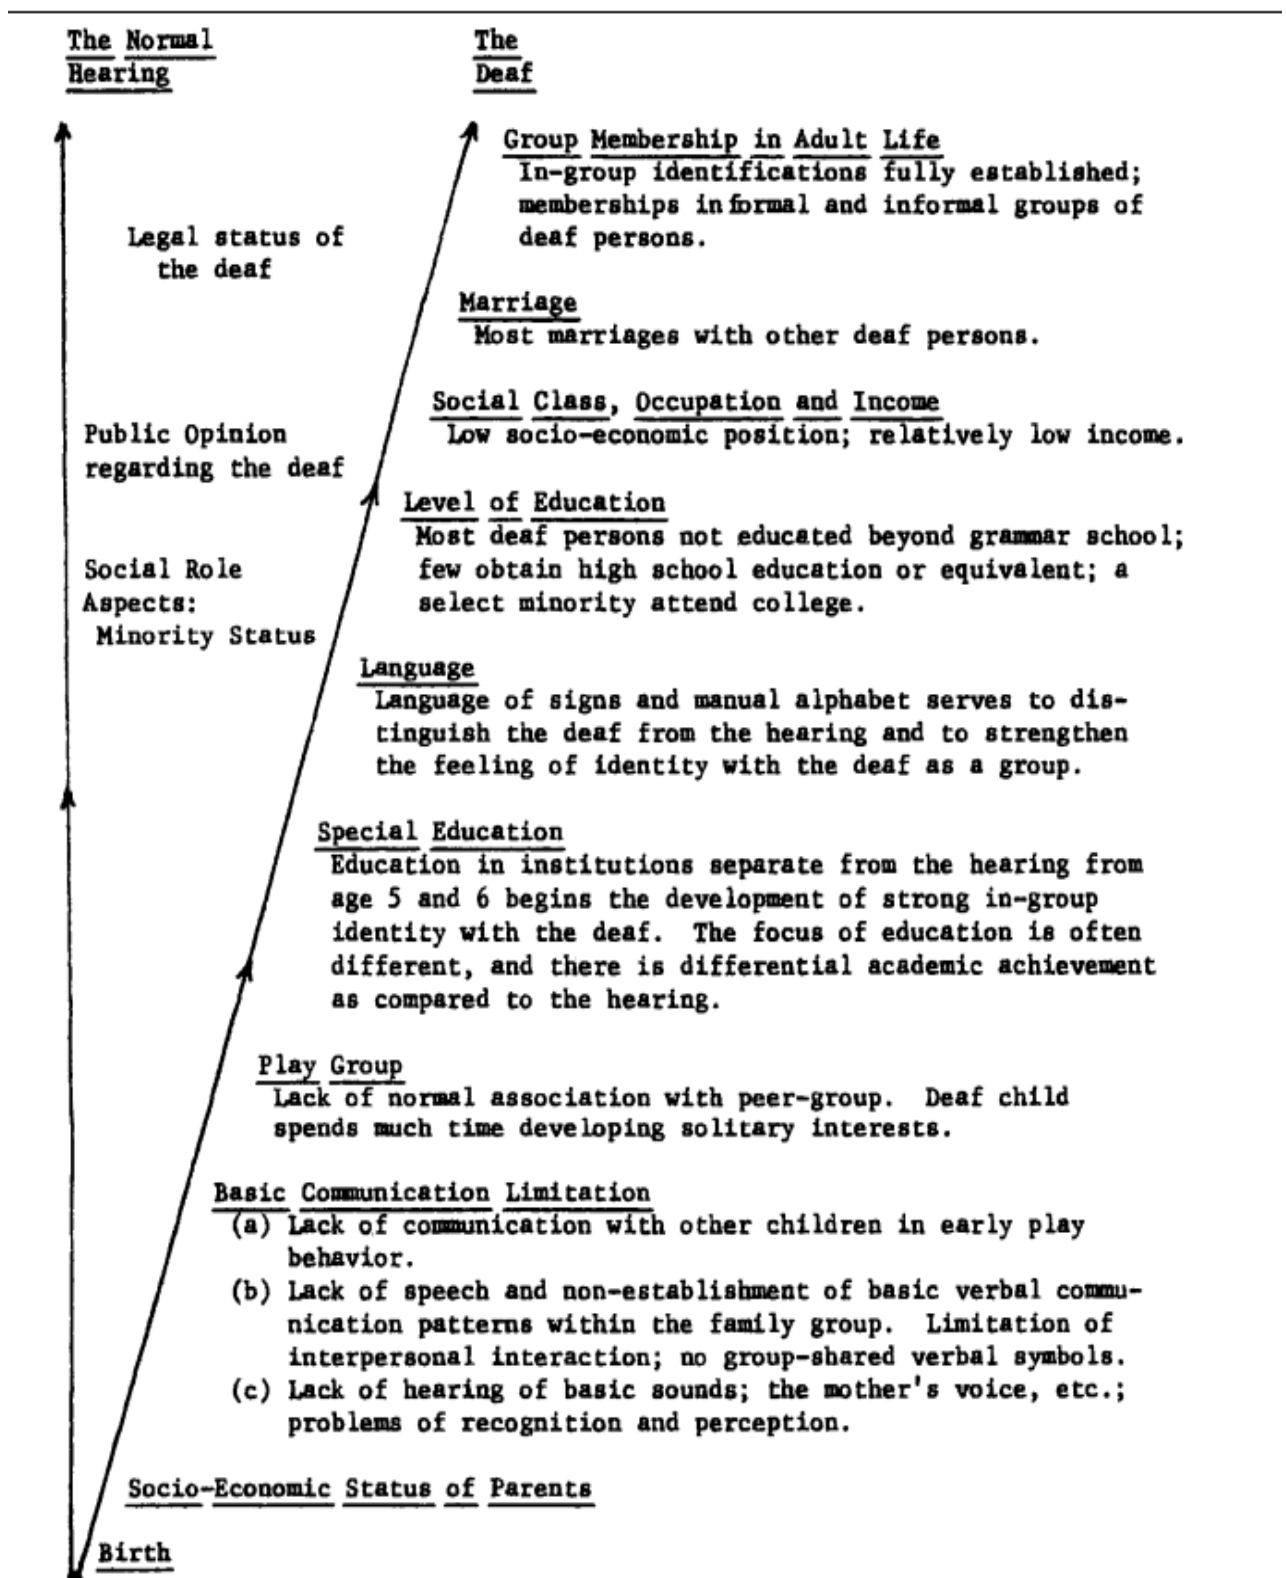 The Normal
Hearing
The
Deaf
Group Membership in Adult Life
In-group identifications fully established;
memberships in formal and informal groups of
deaf persons.
Legal status of
the deaf
Marriage
Most marriages with other deaf persons.
Social Class, Occupation and Income
Low socio-economic position; relatively low income.
Public Opinion
regarding the deaf
Level of Education
Most deaf persons not educated beyond grammar school;
few obtain high school education or equivalent; a
select minority attend college.
Social Role
Aspects:
Minority Status
Language
Language of signs and manual alphabet serves to dis-
tinguish the deaf from the hearing and to strengthen
the feeling of identity with the deaf as a group.
Special Education
Education in institutions separate from the hearing from
age 5 and 6 begins the development of strong in-group
identity with the deaf. The focus of education is often
different, and there is differential academic achievement
as compared to the hearing.
Play Group
Lack of normal association with peer-group. Deaf child
spends much time developing solitary interests.
Basic Communication Limitation
(a) Lack of communication with other children in early play
behavior.
(b) Lack of speech and non-establishment of basic verbal commu-
nication patterns within the family group. Limitation of
interpersonal interaction; no group-shared verbal symbols.
(c) Lack of hearing of basic sounds; the mother's voice, etc.;
problems of recognition and perception.
Socio-Economic Status of Parents
Birth